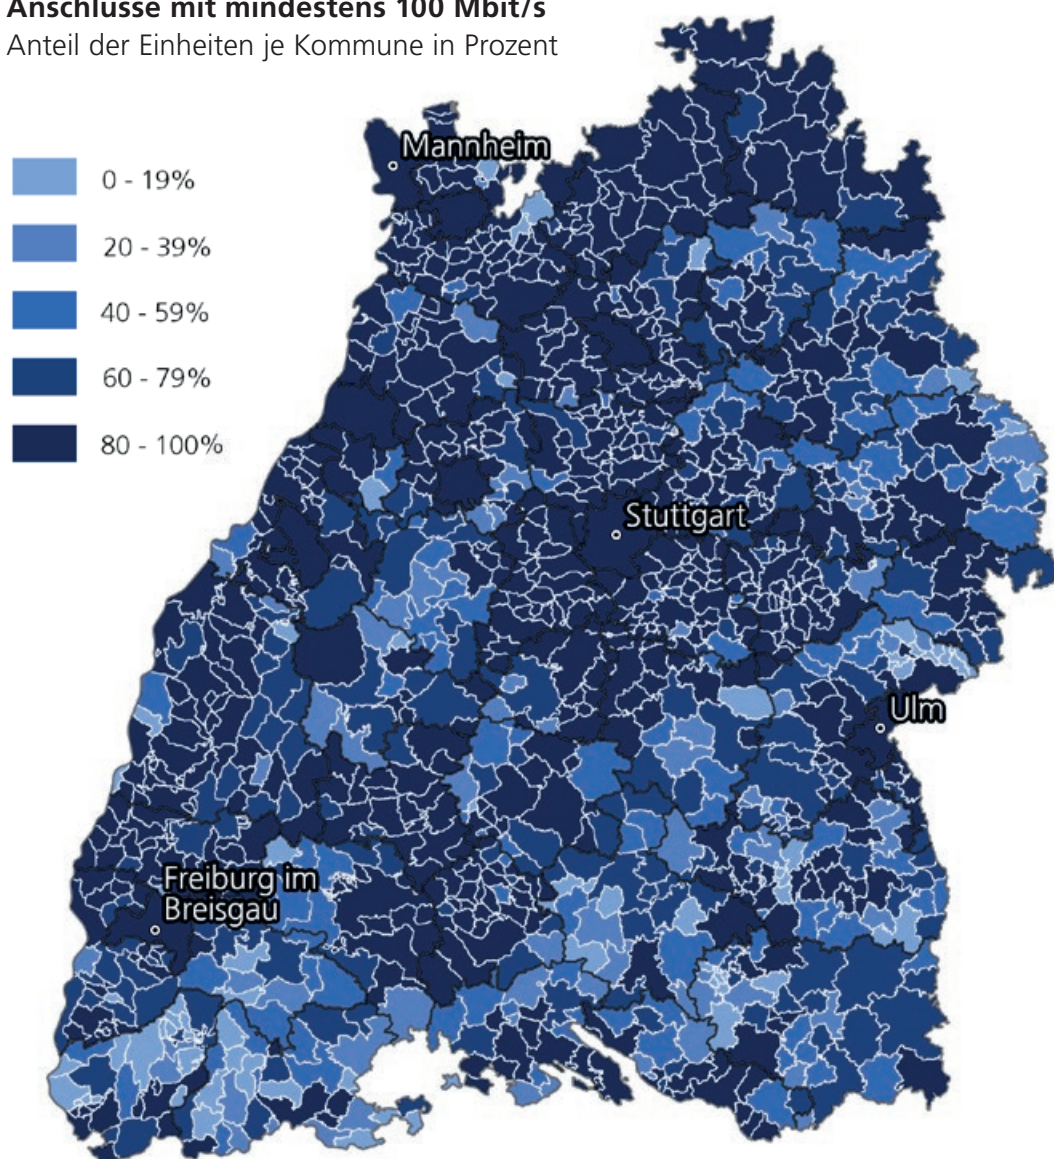 Anschlüsse mit mindestens 100 Mbit/s
Anteil der Einheiten je Kommune in Prozent
0 - 19%
20 - 39%
40 - 59%
60 - 79%
80 - 100%
Mannheim
Stuttgart
Ulm
Freiburg im
Breisgau